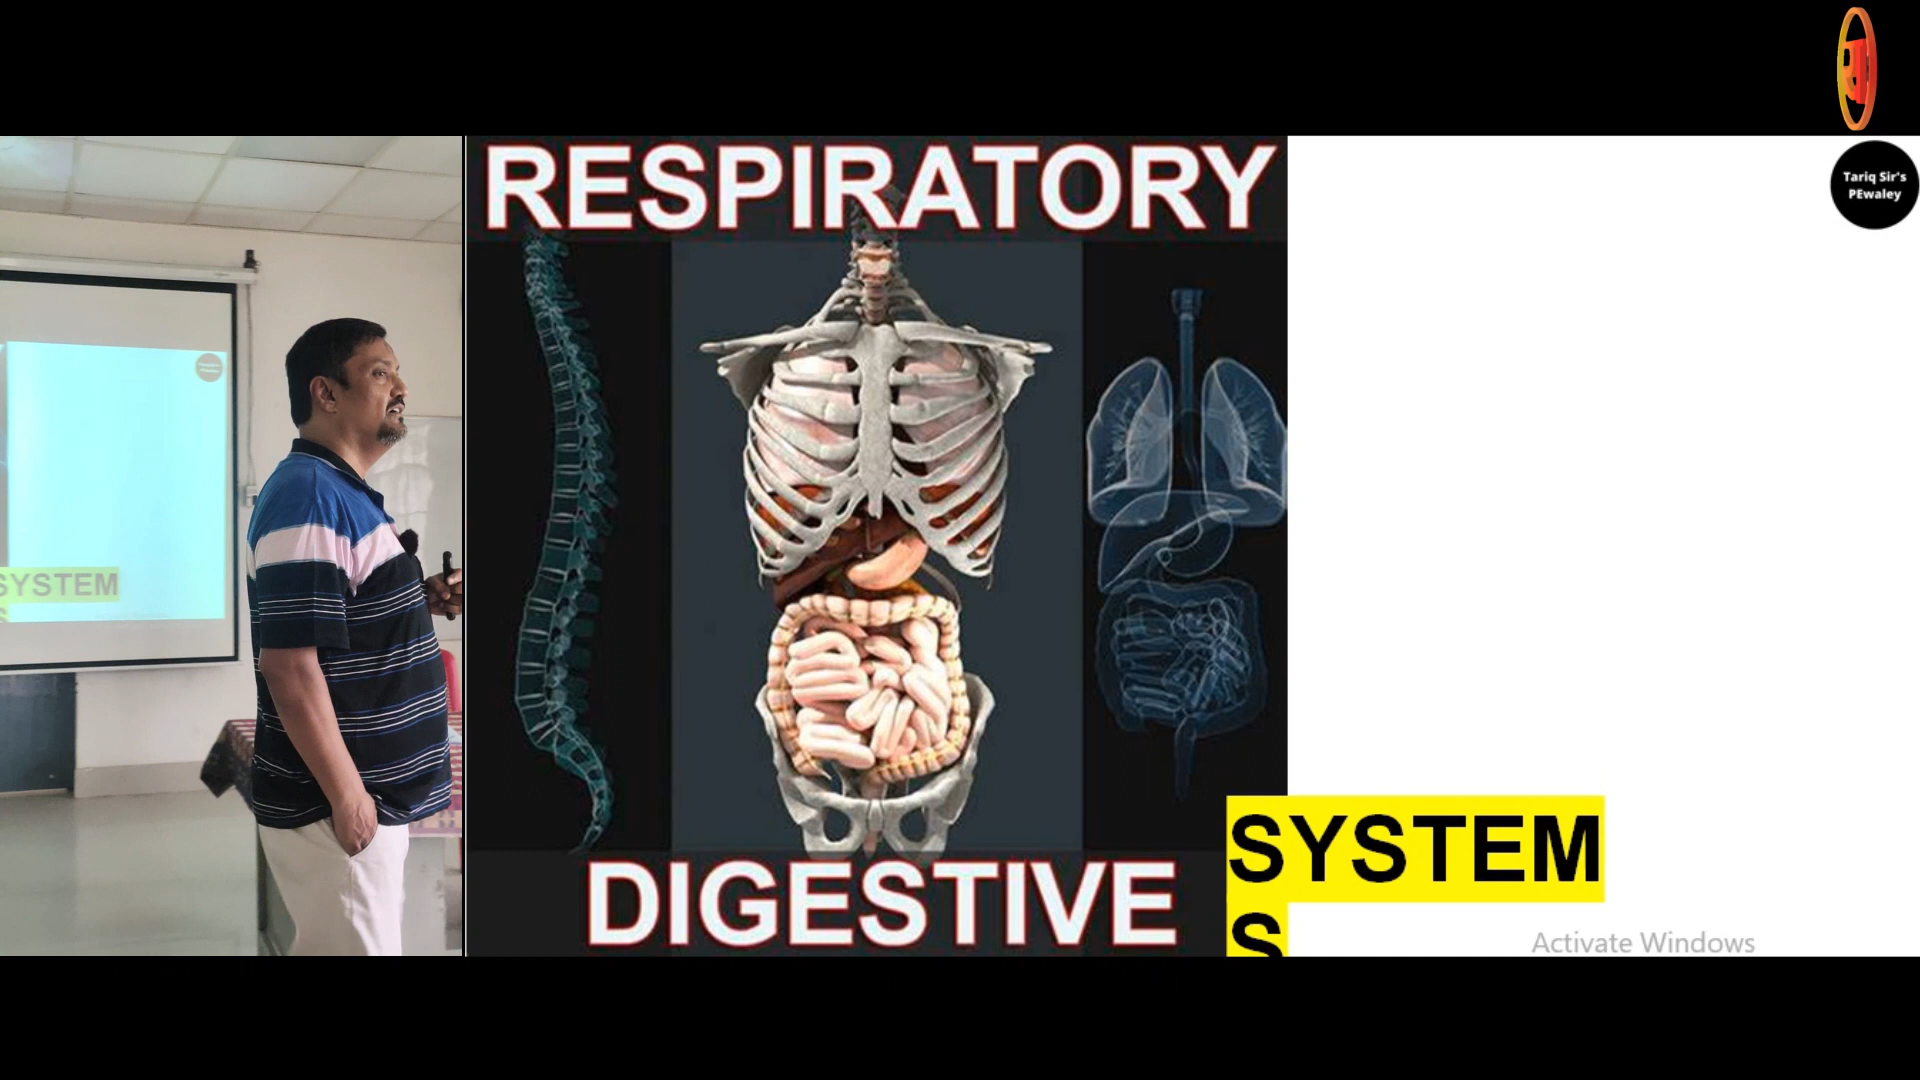 रा
Tariq Sir's
PEwaley
RESPIRATORY
DIGESTIVE
SYSTEM
S
Activate Windows
SYSTEM
S